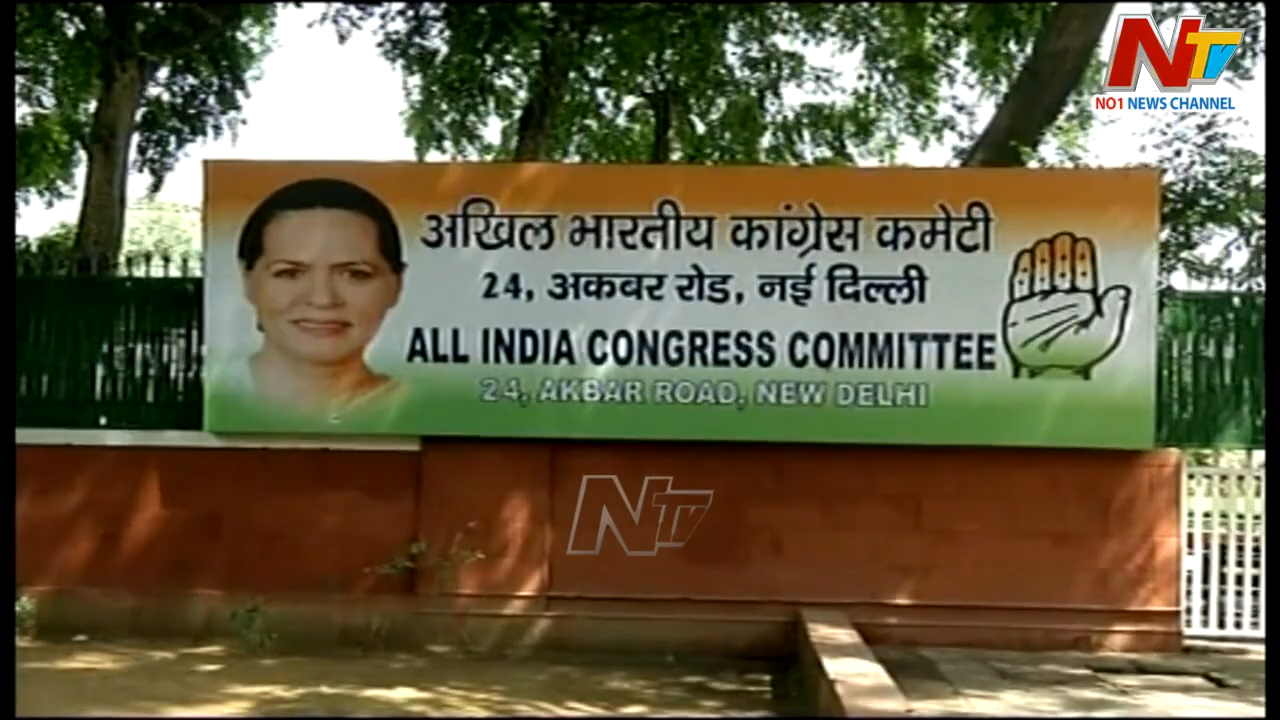 NTV
NO1 NEWS CHANNEL
अखिल भारतीय कांग्रेस कमेटी
24, अकबर रोड, नई दिल्ली
ALL INDIA CONGRESS COMMITTEE
24, AKBAR ROAD, NEW DELHI
NTV